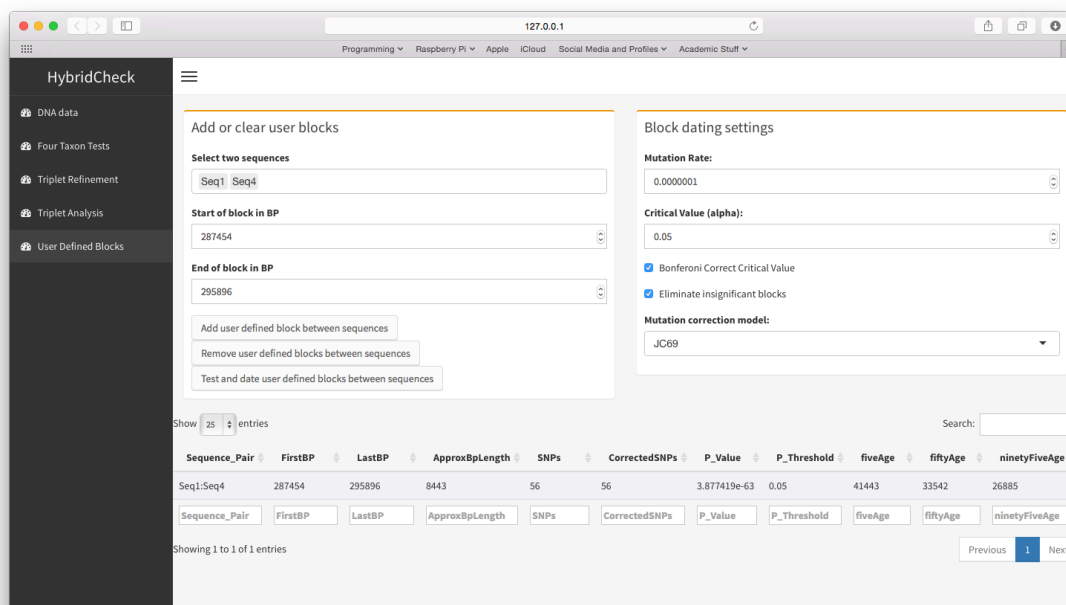 127.0.0.1
Programming Raspberry Pi Apple iCloud Social Media and Profiles Academic Stuff
HybridCheck
DNA data
Four Taxon Tests
Triplet Refinement
Triplet Analysis
User Defined Blocks
Add or clear user blocks
Select two sequences
Seq1 Seq4
Start of block in BP
287454
End of block in BP
295896
Add user defined block between sequences
Remove user defined blocks between sequences
Test and date user defined blocks between sequences
Block dating settings
Mutation Rate:
0.0000001
Critical Value (alpha):
0.05
Bonferoni Correct Critical Value
Eliminate insignificant blocks
Mutation correction model:
JC69
Show 25 entries
Search:
Sequence_Pair FirstBP LastBP ApproxBpLength SNPs CorrectedSNPs P_Value P_Threshold fiveAge fiftyAge ninetyFiveAge
Seq1:Seq4 287454 295896 8443 56 56 3.877419e-63 0.05 41443 33542 26885
Sequence_Pair FirstBP LastBP ApproxBpLength SNPs CorrectedSNPs P_Value P_Threshold fiveAge fiftyAge ninetyFiveAge
Showing 1 to 1 of 1 entries
Previous 1 Next